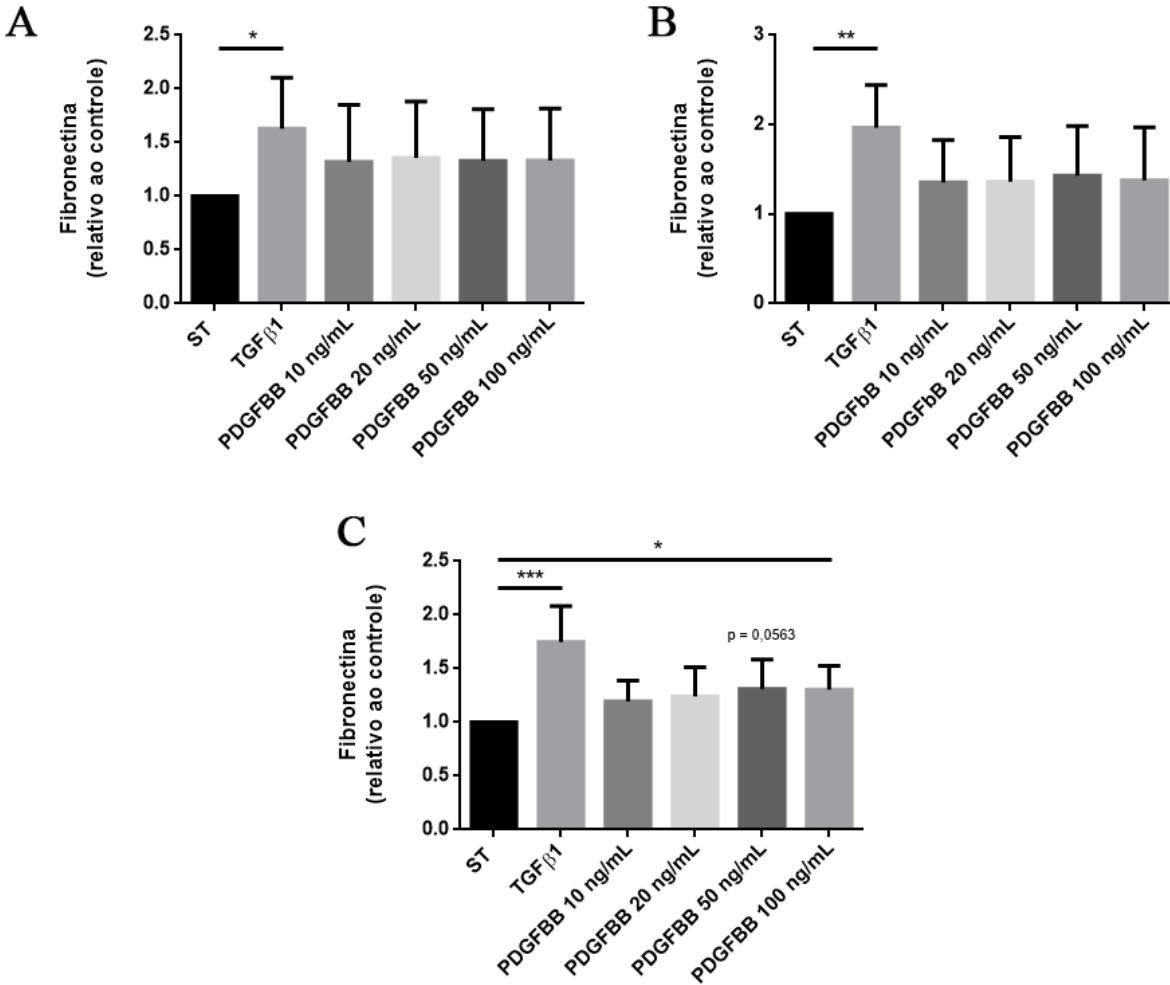 A
Fibronectina
(relativo ao controle)
2.5
2.0
1.5
1.0
0.5
0.0
*
ST
TGFβ1
PDGFBB 10 ng/mL
PDGFBB 20 ng/mL
PDGFBB 50 ng/mL
PDGFBB 100 ng/mL
B
Fibronectina
(relativo ao controle)
3
2
1
0
**
ST
TGFβ1
PDGFbB 10 ng/mL
PDGFbB 20 ng/mL
PDGFBB 50 ng/mL
PDGFBB 100 ng/mL
C
Fibronectina
(relativo ao controle)
2.5
2.0
1.5
1.0
0.5
0.0
*
***
p = 0,0563
ST
TGFβ1
PDGFBB 10 ng/mL
PDGFBB 20 ng/mL
PDGFBB 50 ng/mL
PDGFBB 100 ng/mL